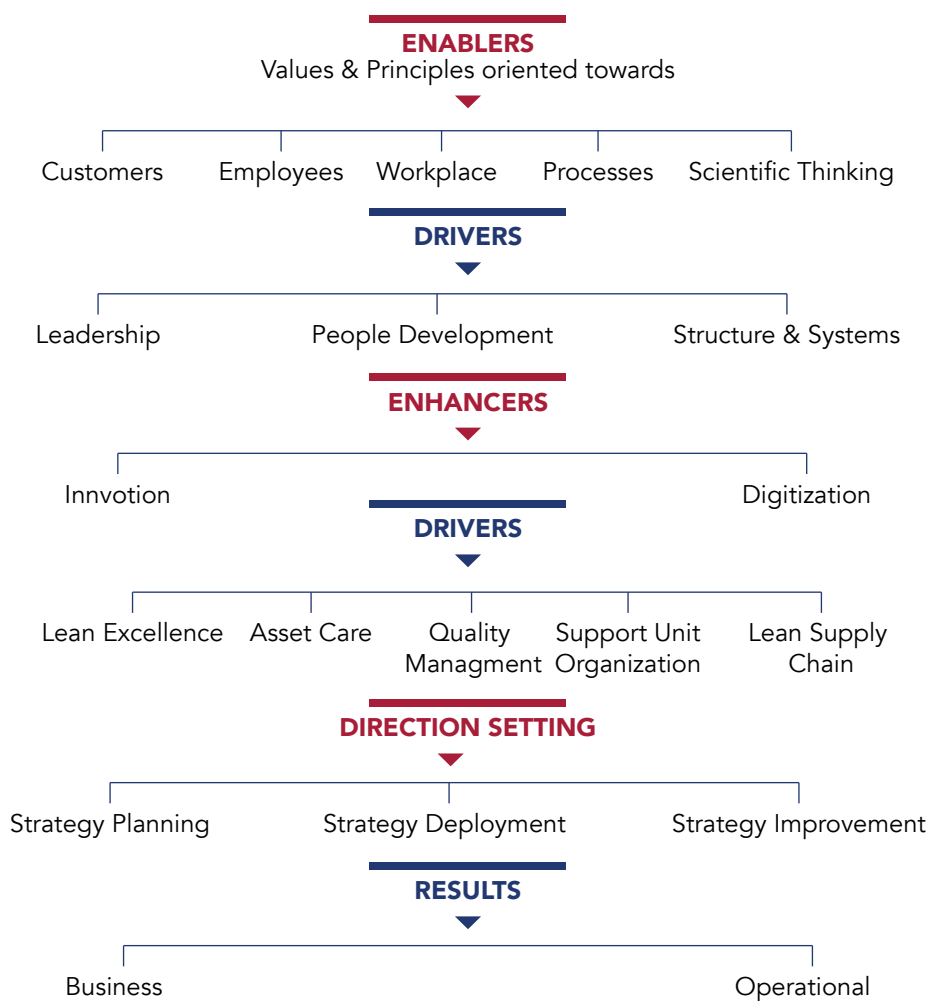 ENABLERS
Values & Principles oriented towards
Customers Employees Workplace Processes Scientific Thinking
DRIVERS
Leadership People Development Structure & Systems
ENHANCERS
Innvotion Digitization
DRIVERS
Lean Excellence Asset Care Quality Support Unit Lean Supply
Managment Organization Chain
DIRECTION SETTING
Strategy Planning Strategy Deployment Strategy Improvement
RESULTS
Business Operational